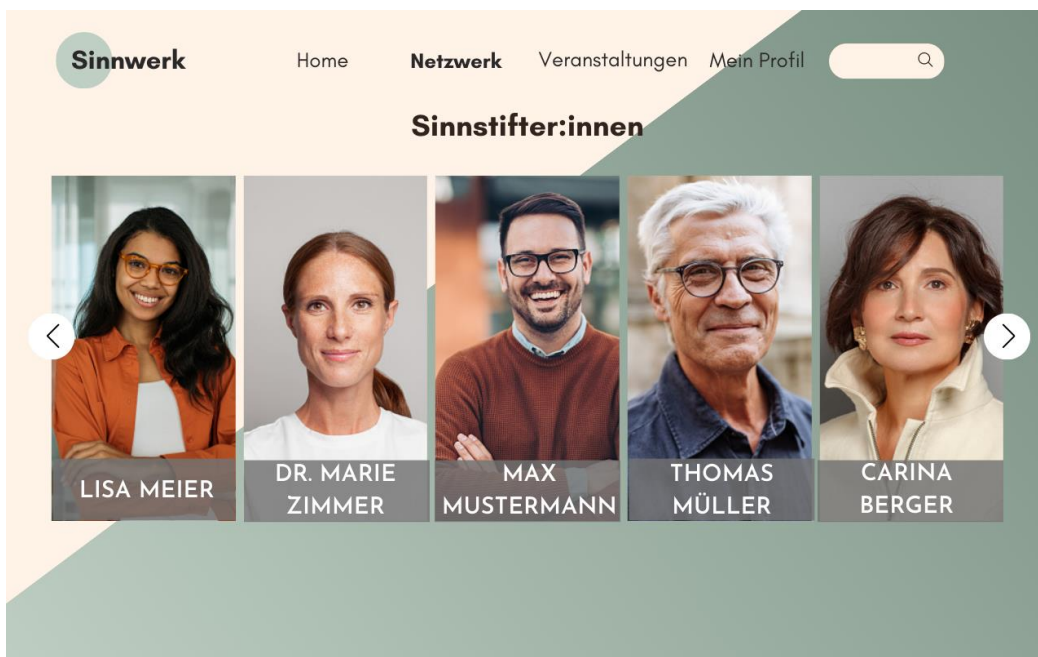 Sinnwerk
Home
Netzwerk
Veranstaltungen
Mein Profil
Sinnstifter:innen
LISA MEIER
DR. MARIE
ZIMMER
MAX
MUSTERMANN
THOMAS
MÜLLER
CARINA
BERGER